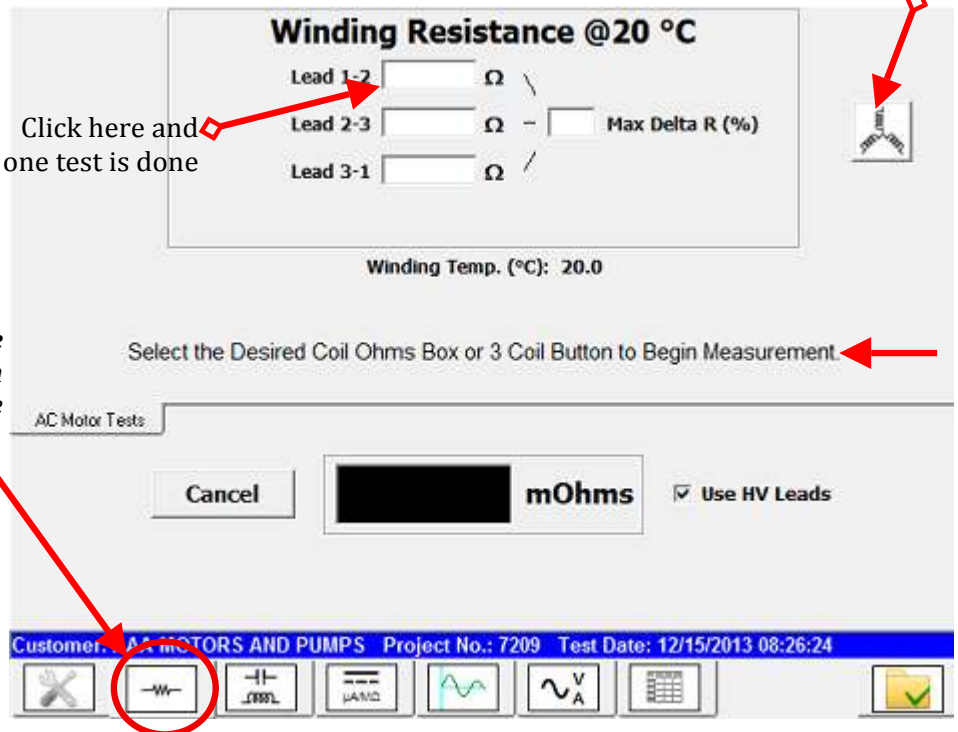 Winding Resistance @20 °C
Lead 1-2 Ω
Click here and
one test is done
Lead 2-3 Ω
Max Delta R (%)
Lead 3-1 Ω
Winding Temp. (°C): 20.0
Select the Desired Coil Ohms Box or 3 Coil Button to Begin Measurement.
AC Motor Tests
Cancel
mOhms
Use HV Leads
Customer: AA MOTORS AND PUMPS Project No.: 7209 Test Date: 12/15/2013 08:26:24
µA/MΩ
V
A